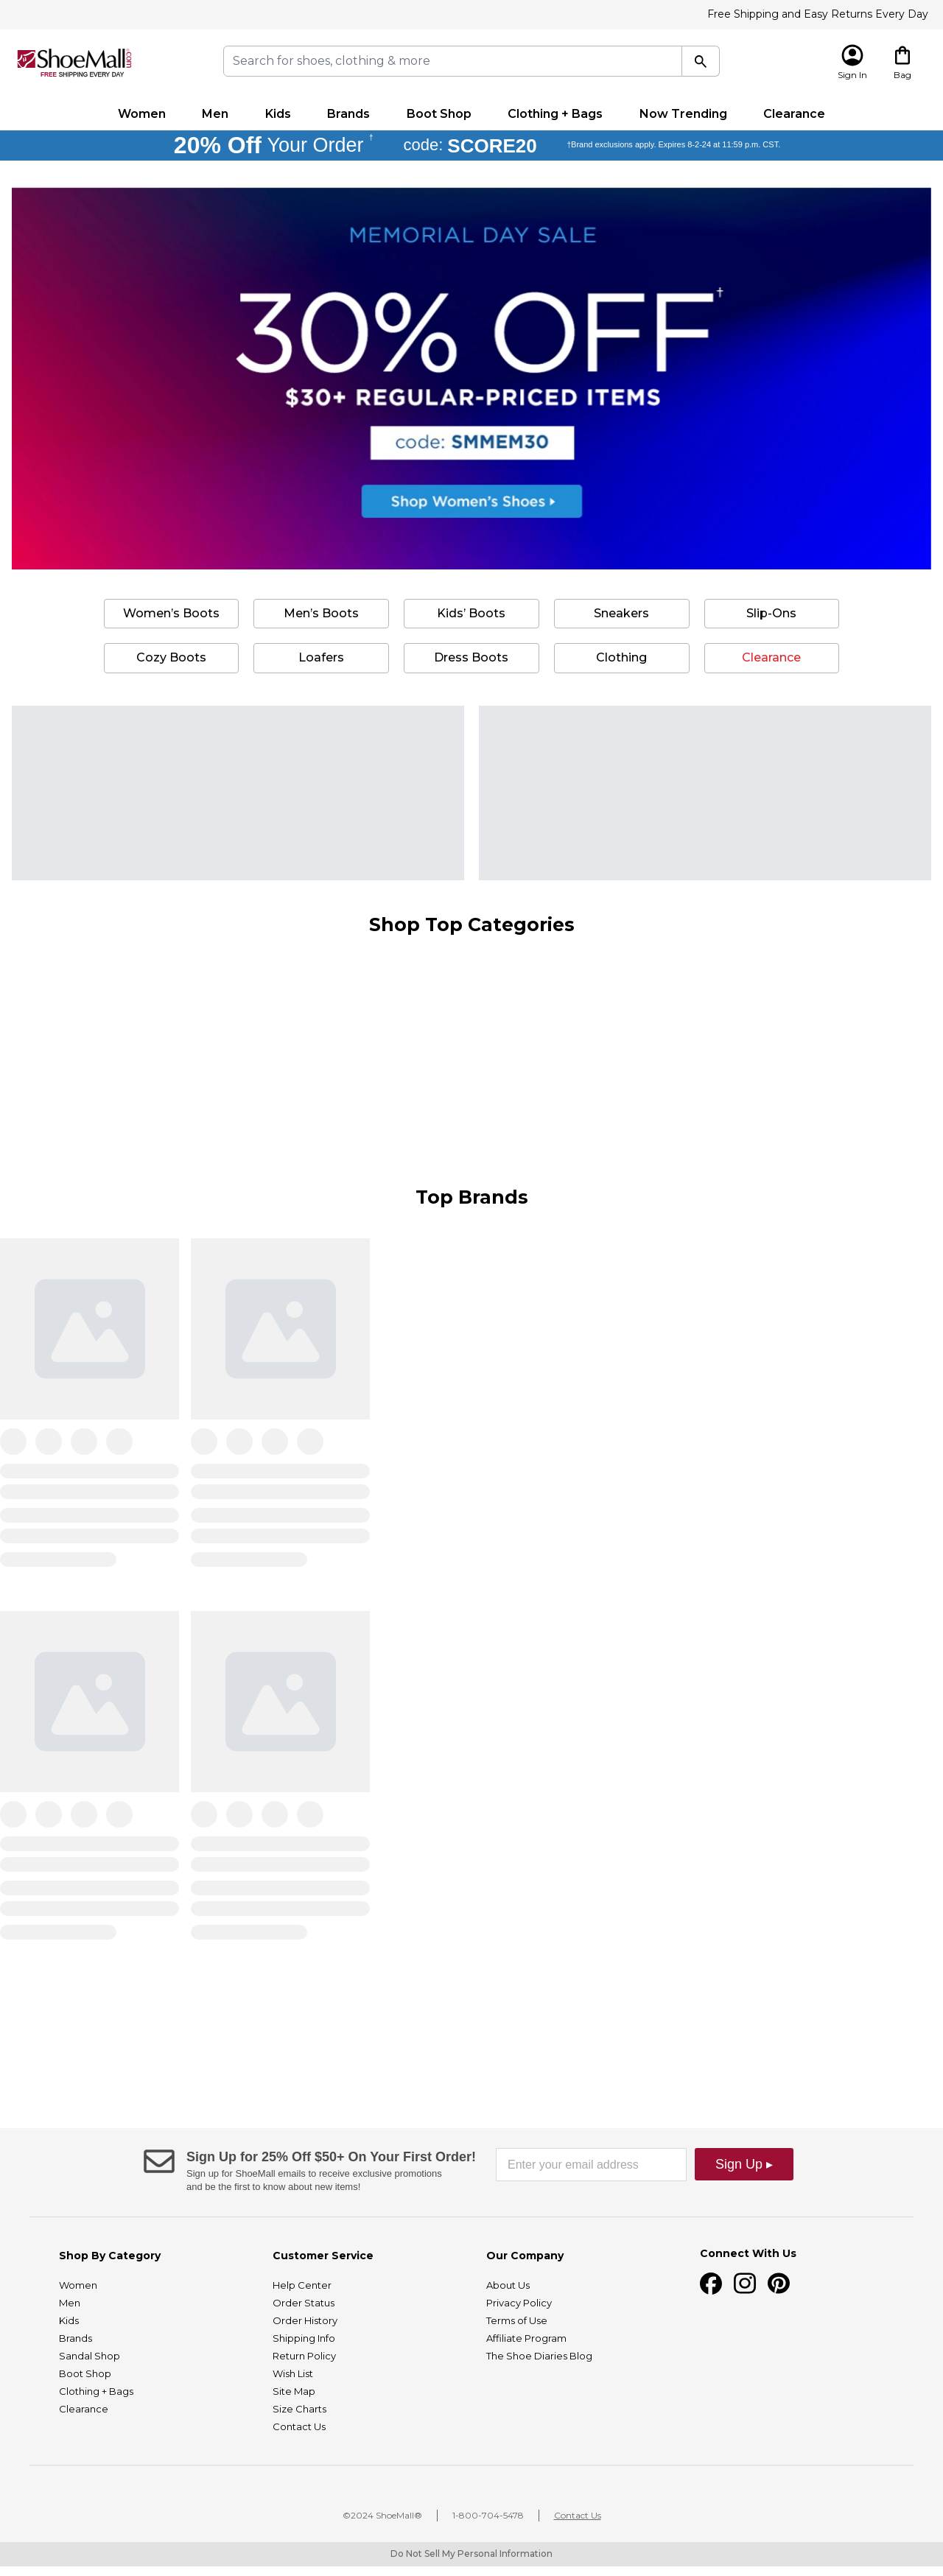 Free Shipping and Easy Returns Every Day
ShoeMall.com
FREE SHIPPING EVERY DAY
Search for shoes, clothing & more
Sign In
Bag
Women Men Kids Brands Boot Shop Clothing + Bags Now Trending Clearance
20% Off Your Order † code: SCORE20 †Brand exclusions apply. Expires 8-2-24 at 11:59 p.m. CST.
MEMORIAL DAY SALE
30% OFF†
$30+ REGULAR-PRICED ITEMS
code: SMMEM30
Shop Women's Shoes ▸
Women's Boots Men's Boots Kids' Boots Sneakers Slip-Ons
Cozy Boots Loafers Dress Boots Clothing Clearance
Shop Top Categories
Top Brands
Sign Up for 25% Off $50+ On Your First Order!
Sign up for ShoeMall emails to receive exclusive promotions
and be the first to know about new items!
Enter your email address
Sign Up ▸
Shop By Category
Women
Men
Kids
Brands
Sandal Shop
Boot Shop
Clothing + Bags
Clearance
Customer Service
Help Center
Order Status
Order History
Shipping Info
Return Policy
Wish List
Site Map
Size Charts
Contact Us
Our Company
About Us
Privacy Policy
Terms of Use
Affiliate Program
The Shoe Diaries Blog
Connect With Us
©2024 ShoeMall® 1-800-704-5478 Contact Us
Do Not Sell My Personal Information